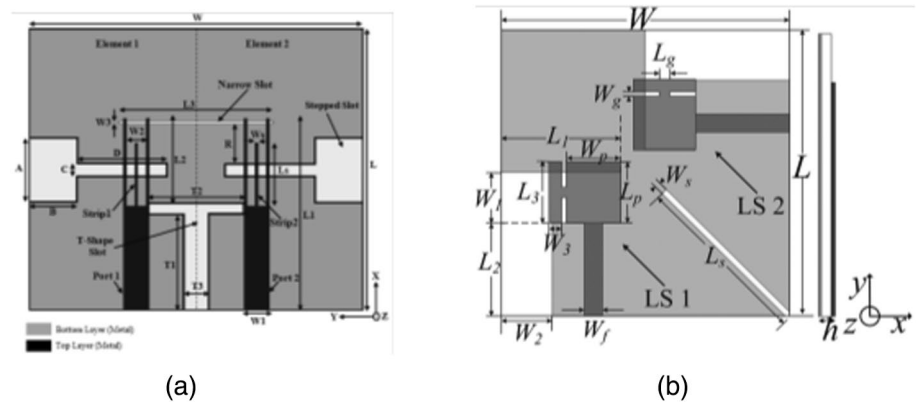 W
Element 1
Element 2
Narrow Slot
L3
Stepped Slot
W3
W2
Ws
R
A
D
C
L2
Ls
L
B
T2
Strip1
Strip2
L1
T-Shape
Slot
T1
Port 1
Port 2
T3
W1
X
Y
Z
Bottom Layer (Metal)
Top Layer (Metal)
(a)
W
Lg
Wg
L1
Wp
L
Ws
L3
Lp
W1
LS 2
W3
L2
Ls
LS 1
W2
Wf
h
y
z
x
(b)